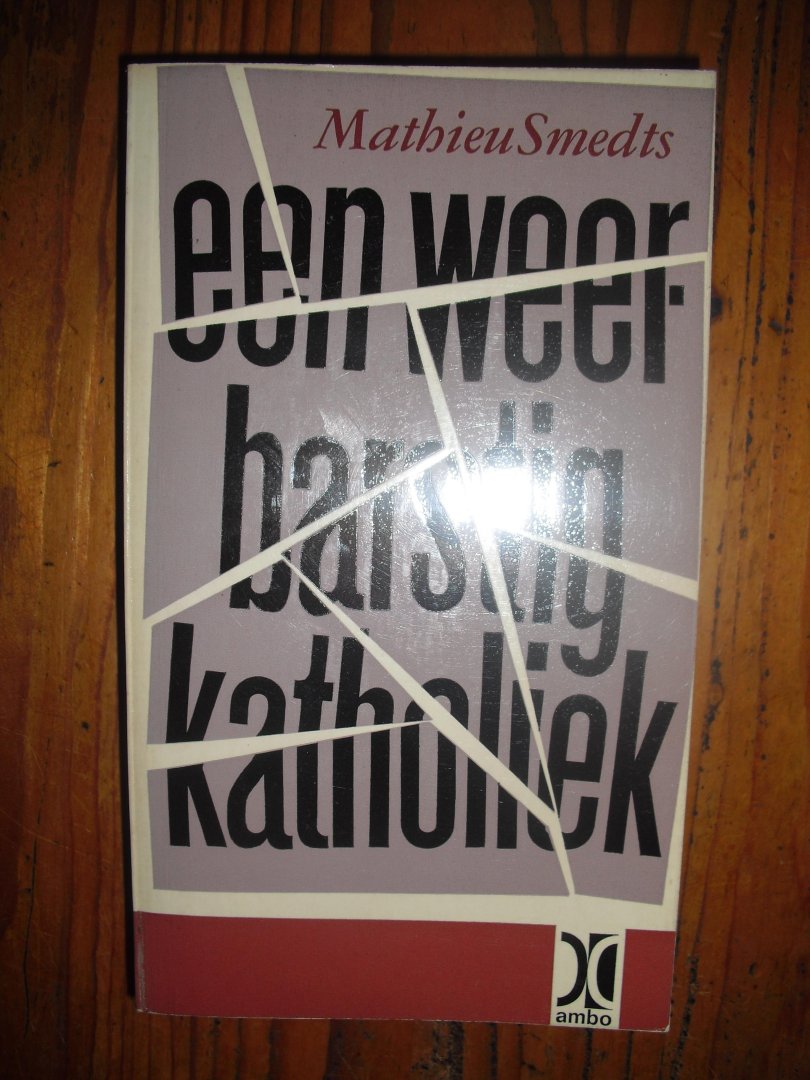 Mathieu Smedts
een weer-
barstig
katholiek
ambo